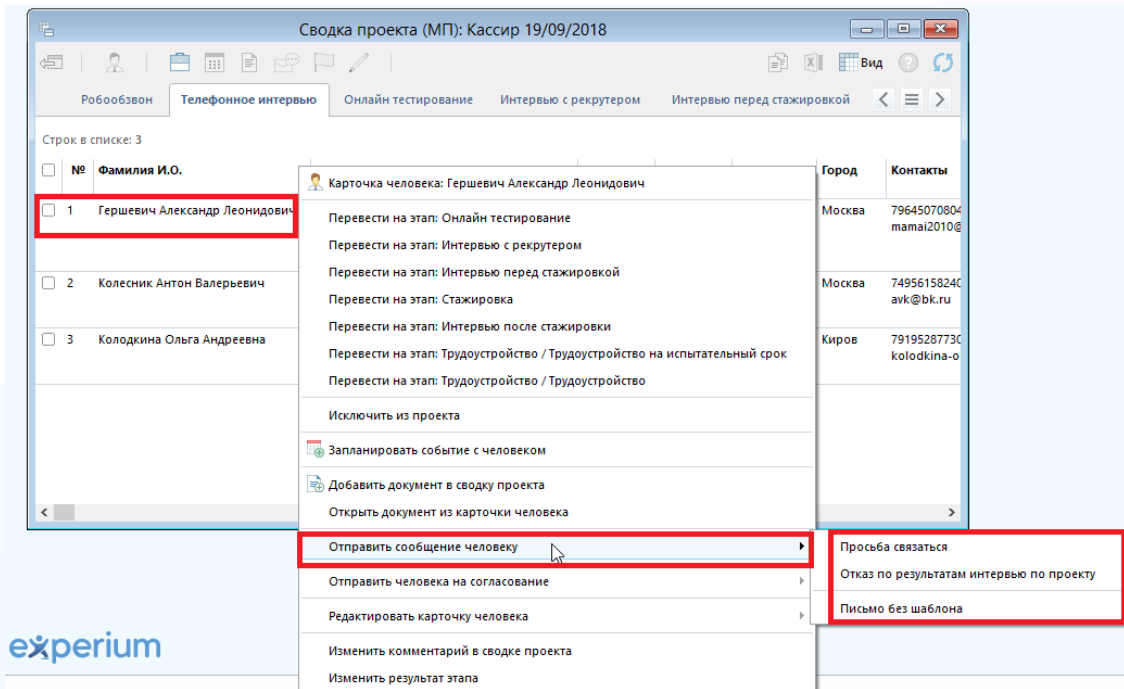 Сводка проекта (МП): Кассир 19/09/2018
Вид
Робообзвон Телефонное интервью Онлайн тестирование Интервью с рекрутером Интервью перед стажировкой
Строк в списке: 3
№ Фамилия И.О. Город Контакты
1 Гершевич Александр Леонидович Москва 79645070804
mamai2010@
2 Колесник Антон Валерьевич Москва 74956158240
avk@bk.ru
3 Колодкина Ольга Андреевна Киров 79195287730
kolodkina-o
Карточка человека: Гершевич Александр Леонидович
Перевести на этап: Онлайн тестирование
Перевести на этап: Интервью с рекрутером
Перевести на этап: Интервью перед стажировкой
Перевести на этап: Стажировка
Перевести на этап: Интервью после стажировки
Перевести на этап: Трудоустройство / Трудоустройство на испытательный срок
Перевести на этап: Трудоустройство / Трудоустройство
Исключить из проекта
Запланировать событие с человеком
Добавить документ в сводку проекта
Открыть документ из карточки человека
Отправить сообщение человеку
Отправить человека на согласование
Редактировать карточку человека
Изменить комментарий в сводке проекта
Изменить результат этапа
Просьба связаться
Отказ по результатам интервью по проекту
Письмо без шаблона
experium